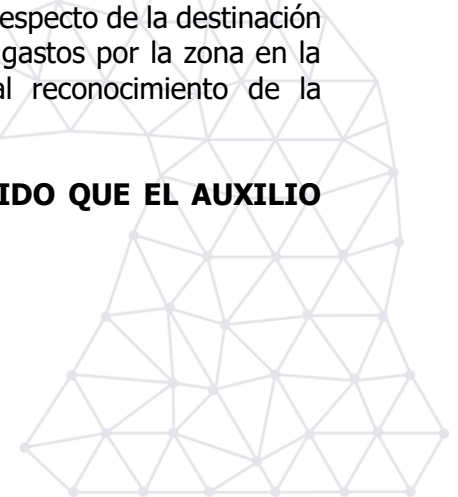 especto de la destinación
gastos por la zona en la
al reconocimiento de la
IDO QUE EL AUXILIO